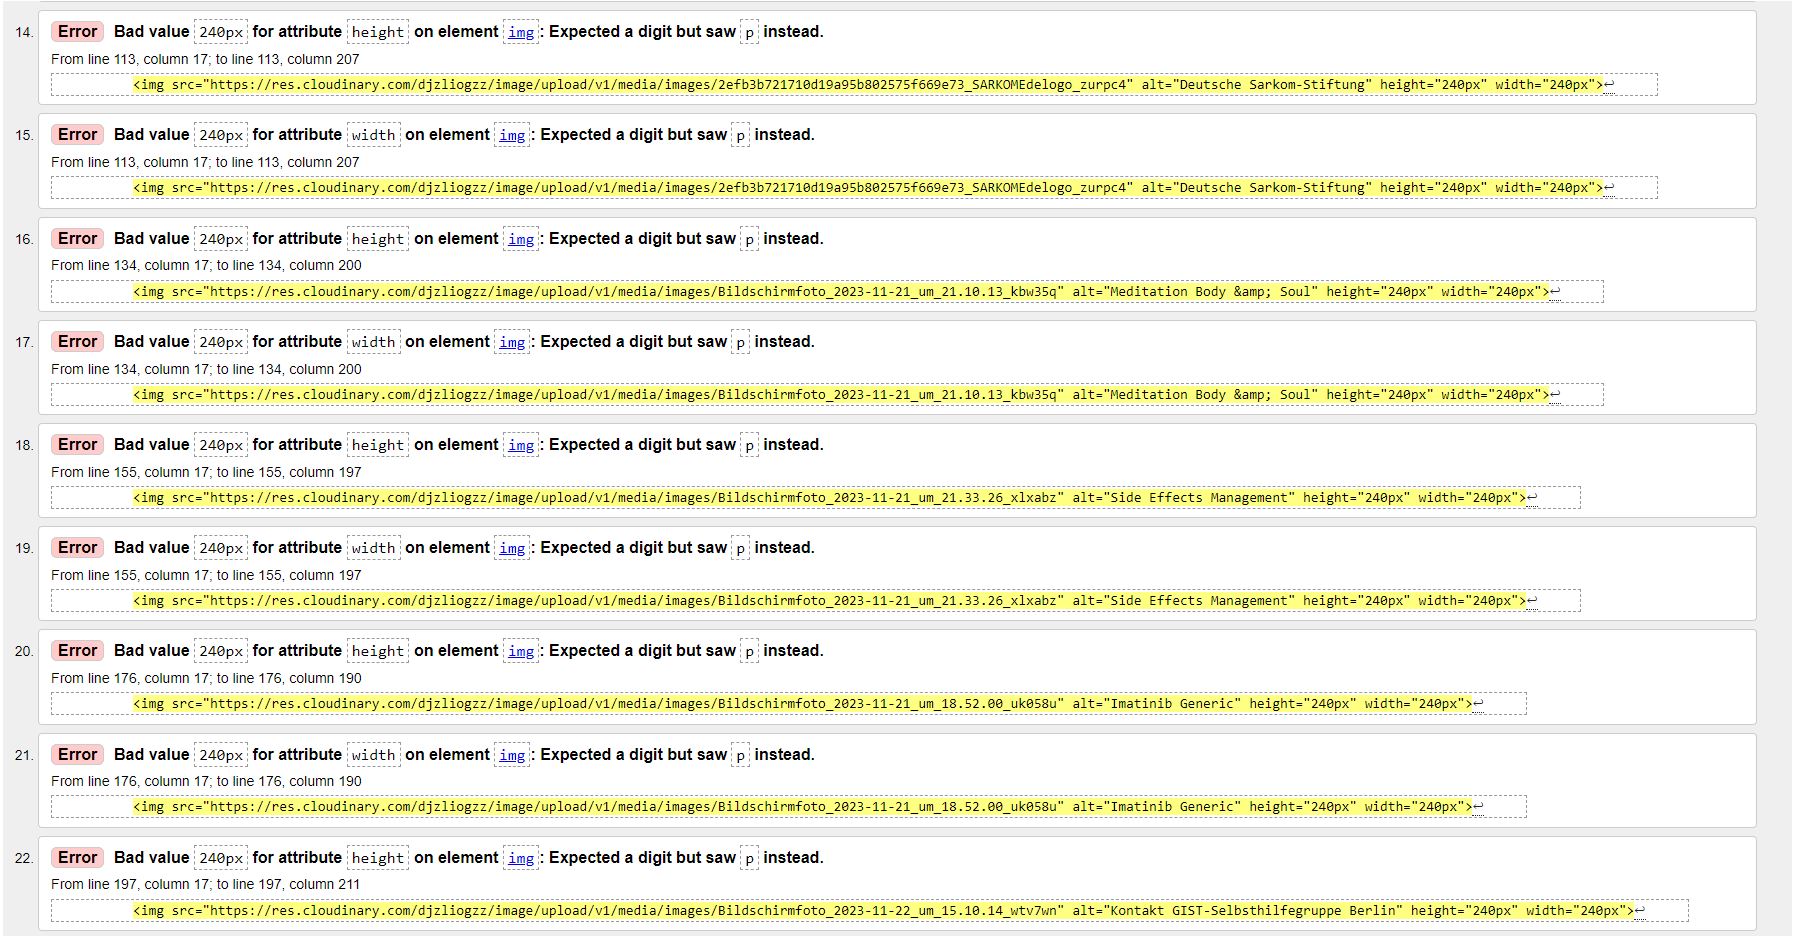 14. Error Bad value 240px for attribute height on element img: Expected a digit but saw p instead.
From line 113, column 17; to line 113, column 207
<img src="https://res.cloudinary.com/djzliogzz/image/upload/v1/media/images/2efb3b721710d19a95b802575f669e73_SARKOMEdelogo_zurpc4" alt="Deutsche Sarkom-Stiftung" height="240px" width="240px">↩
15. Error Bad value 240px for attribute width on element img: Expected a digit but saw p instead.
From line 113, column 17; to line 113, column 207
<img src="https://res.cloudinary.com/djzliogzz/image/upload/v1/media/images/2efb3b721710d19a95b802575f669e73_SARKOMEdelogo_zurpc4" alt="Deutsche Sarkom-Stiftung" height="240px" width="240px">↩
16. Error Bad value 240px for attribute height on element img: Expected a digit but saw p instead.
From line 134, column 17; to line 134, column 200
<img src="https://res.cloudinary.com/djzliogzz/image/upload/v1/media/images/Bildschirmfoto_2023-11-21_um_21.10.13_kbw35q" alt="Meditation Body &amp; Soul" height="240px" width="240px">↩
17. Error Bad value 240px for attribute width on element img: Expected a digit but saw p instead.
From line 134, column 17; to line 134, column 200
<img src="https://res.cloudinary.com/djzliogzz/image/upload/v1/media/images/Bildschirmfoto_2023-11-21_um_21.10.13_kbw35q" alt="Meditation Body &amp; Soul" height="240px" width="240px">↩
18. Error Bad value 240px for attribute height on element img: Expected a digit but saw p instead.
From line 155, column 17; to line 155, column 197
<img src="https://res.cloudinary.com/djzliogzz/image/upload/v1/media/images/Bildschirmfoto_2023-11-21_um_21.33.26_xlxabz" alt="Side Effects Management" height="240px" width="240px">↩
19. Error Bad value 240px for attribute width on element img: Expected a digit but saw p instead.
From line 155, column 17; to line 155, column 197
<img src="https://res.cloudinary.com/djzliogzz/image/upload/v1/media/images/Bildschirmfoto_2023-11-21_um_21.33.26_xlxabz" alt="Side Effects Management" height="240px" width="240px">↩
20. Error Bad value 240px for attribute height on element img: Expected a digit but saw p instead.
From line 176, column 17; to line 176, column 190
<img src="https://res.cloudinary.com/djzliogzz/image/upload/v1/media/images/Bildschirmfoto_2023-11-21_um_18.52.00_uk058u" alt="Imatinib Generic" height="240px" width="240px">↩
21. Error Bad value 240px for attribute width on element img: Expected a digit but saw p instead.
From line 176, column 17; to line 176, column 190
<img src="https://res.cloudinary.com/djzliogzz/image/upload/v1/media/images/Bildschirmfoto_2023-11-21_um_18.52.00_uk058u" alt="Imatinib Generic" height="240px" width="240px">↩
22. Error Bad value 240px for attribute height on element img: Expected a digit but saw p instead.
From line 197, column 17; to line 197, column 211
<img src="https://res.cloudinary.com/djzliogzz/image/upload/v1/media/images/Bildschirmfoto_2023-11-22_um_15.10.14_wtv7wn" alt="Kontakt GIST-Selbsthilfegruppe Berlin" height="240px" width="240px">↩